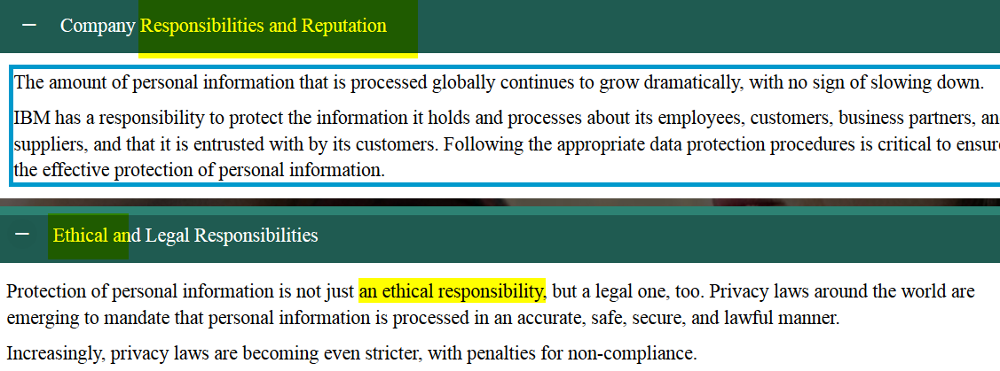 Company Responsibilities and Reputation
The amount of personal information that is processed globally continues to grow dramatically, with no sign of slowing down.
IBM has a responsibility to protect the information it holds and processes about its employees, customers, business partners, an
suppliers, and that it is entrusted with by its customers. Following the appropriate data protection procedures is critical to ensure
the effective protection of personal information.
Ethical and Legal Responsibilities
Protection of personal information is not just an ethical responsibility, but a legal one, too. Privacy laws around the world are
emerging to mandate that personal information is processed in an accurate, safe, secure, and lawful manner.
Increasingly, privacy laws are becoming even stricter, with penalties for non-compliance.